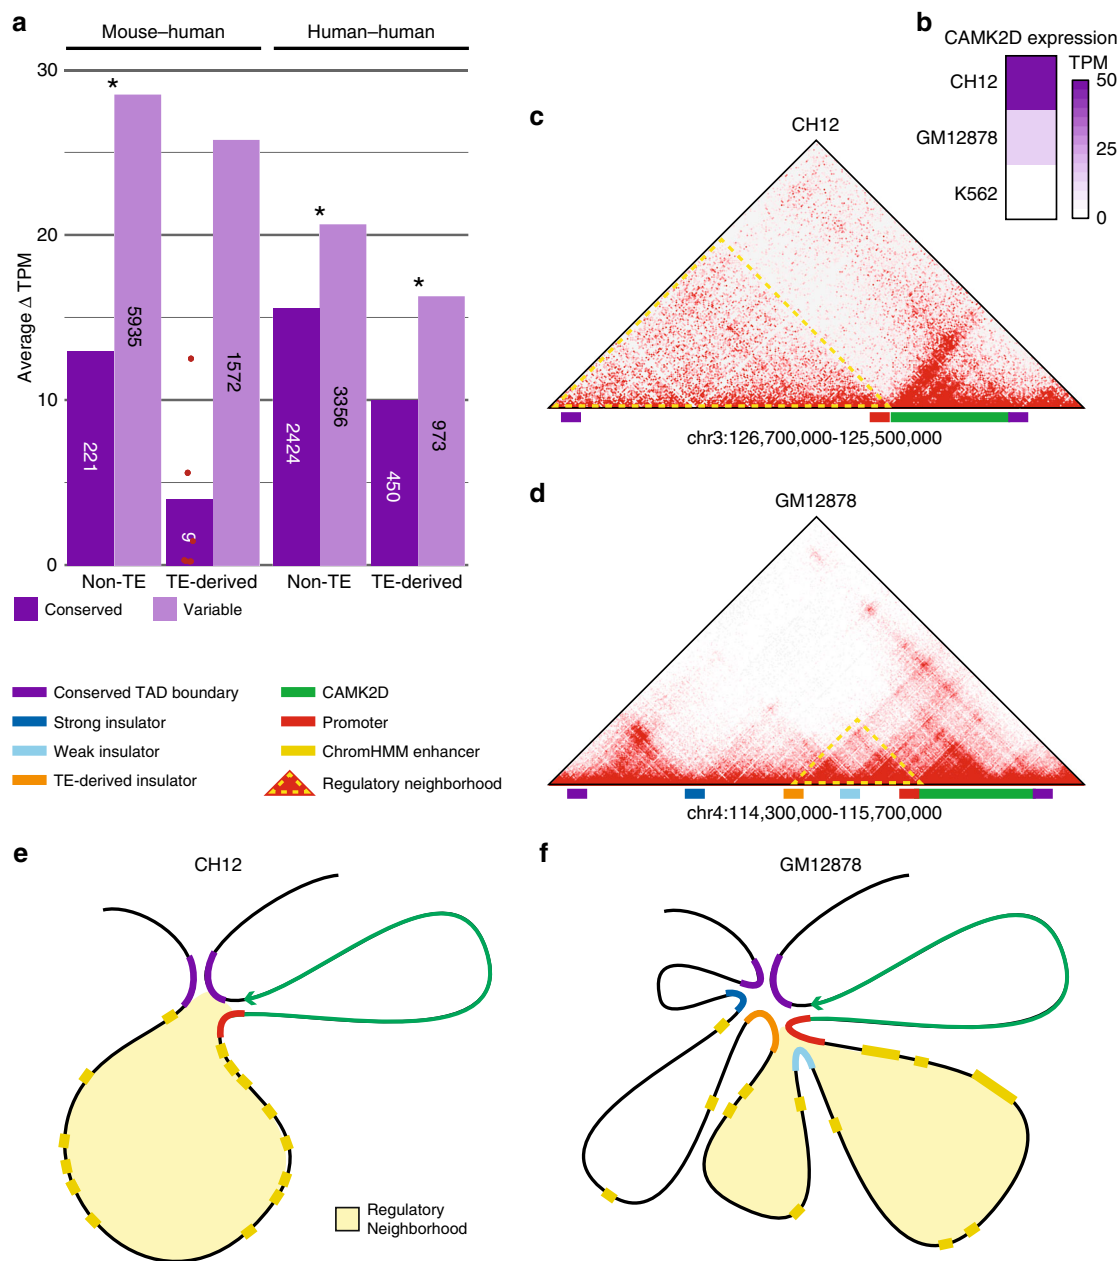 a
Mouse–human
Human–human
30
20
10
0
Average Δ TPM
*
*
*
221
5935
9
1572
2424
3356
450
973
Non-TE
TE-derived
Non-TE
TE-derived
Conserved
Variable
b
CAMK2D expression
TPM
CH12
GM12878
K562
50
25
0
c
CH12
chr3:126,700,000-125,500,000
d
GM12878
chr4:114,300,000-115,700,000
Conserved TAD boundary
Strong insulator
Weak insulator
TE-derived insulator
CAMK2D
Promoter
ChromHMM enhancer
Regulatory neighborhood
e
CH12
Regulatory
Neighborhood
f
GM12878